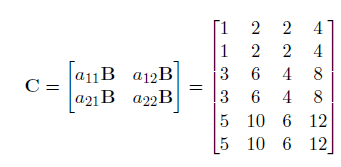 C = [a₁₁B a₁₂B; a₂₁B a₂₂B] = [1 2 2 4; 1 2 2 4; 3 6 4 8; 3 6 4 8; 5 10 6 12; 5 10 6 12]